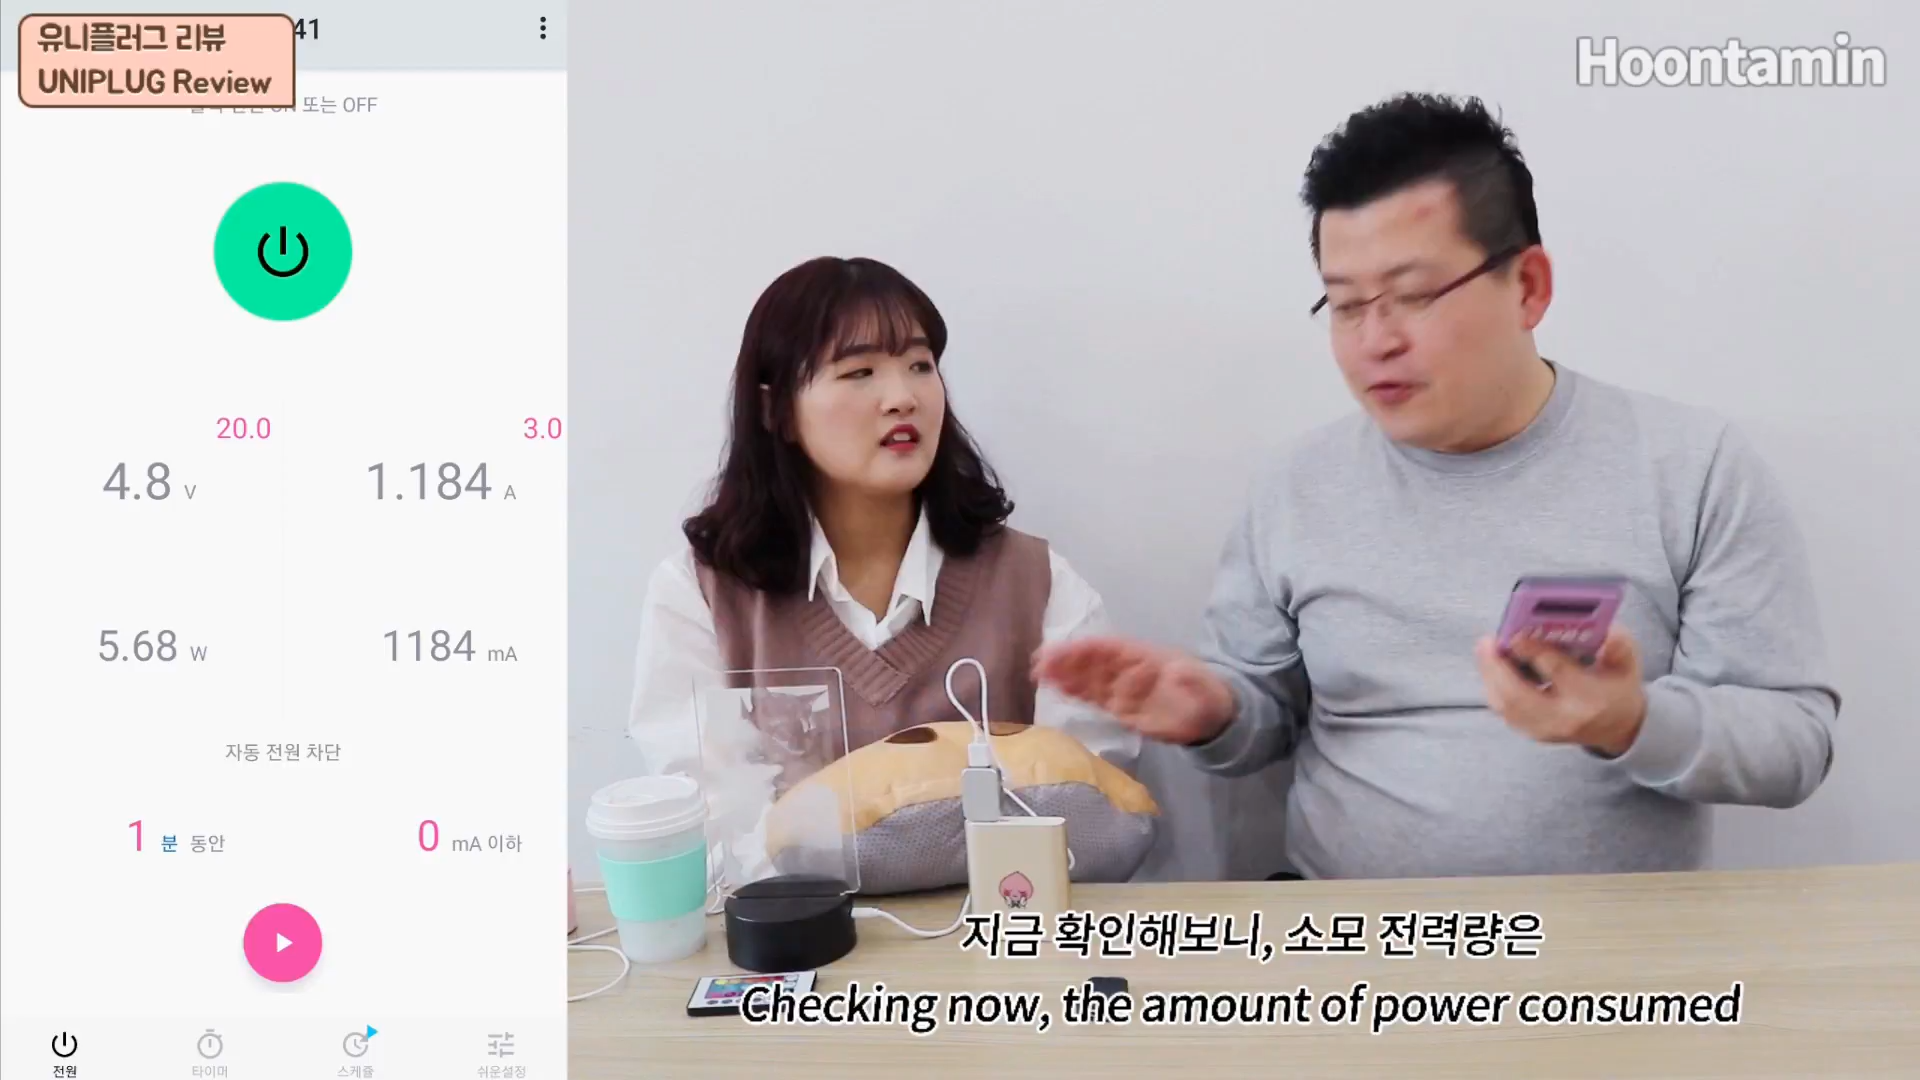 유니플러그 리뷰
UNIPLUG Review
41
또는 OFF
20.0
3.0
4.8 V
1.184 A
5.68 W
1184 mA
자동 전원 차단
1 분 동안
0 mA 이하
전원
타이머
스케줄
쉬운설정
Hoontamin
지금 확인해보니, 소모 전력량은
Checking now, the amount of power consumed